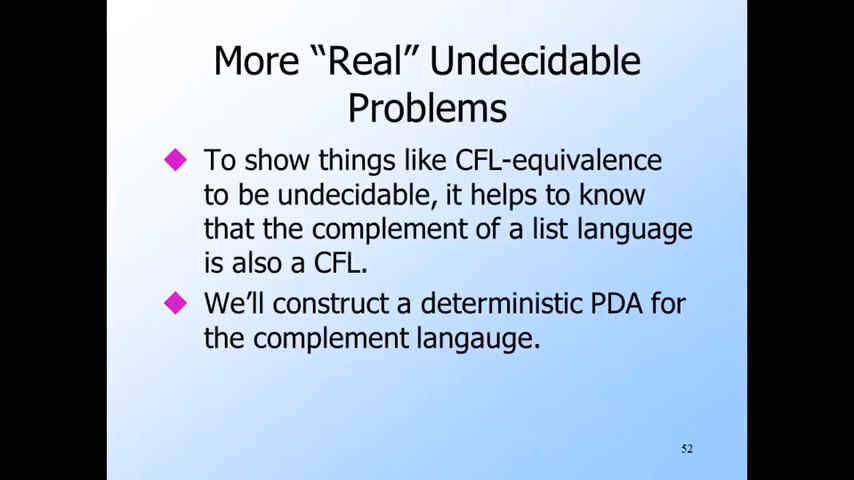 More “Real” Undecidable
Problems
To show things like CFL-equivalence
to be undecidable, it helps to know
that the complement of a list language
is also a CFL.
We’ll construct a deterministic PDA for
the complement langauge.
52